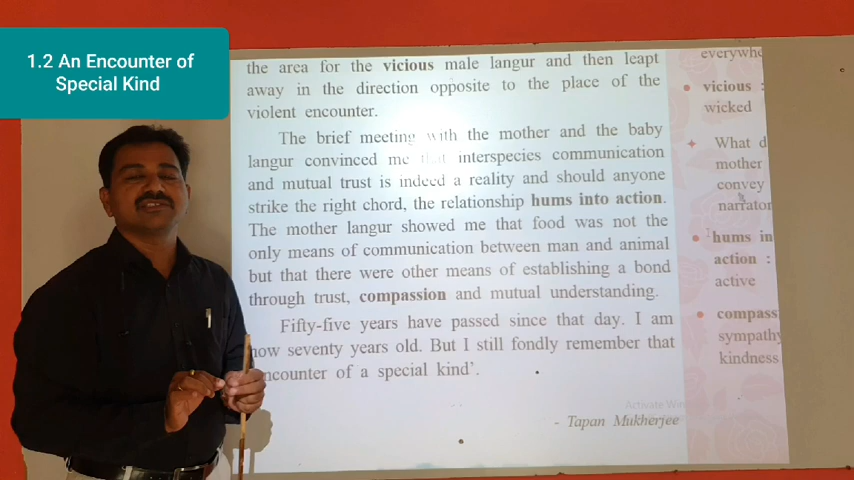 1.2 An Encounter of
Special Kind
the area for the vicious male langur and then leapt
away in the direction opposite to the place of the
violent encounter.
The brief meeting with the mother and the baby
langur convinced me that interspecies communication
and mutual trust is indeed a reality and should anyone
strike the right chord, the relationship hums into action.
The mother langur showed me that food was not the
only means of communication between man and animal
but that there were other means of establishing a bond
through trust, compassion and mutual understanding.
Fifty-five years have passed since that day. I am
now seventy years old. But I still fondly remember that
encounter of a special kind'.
- Tapan Mukherjee
everywhe
vicious :
wicked
What d
mother
convey
narrator
hums in
action :
active
compass
sympathy
kindness
Activate Win